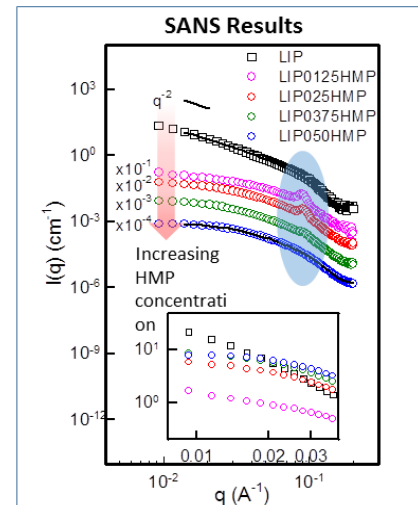 SANS Results
LIP
LIP0125HMP
LIP025HMP
LIP0375HMP
LIP050HMP
q⁻²
x10⁻¹
x10⁻²
x10⁻³
x10⁻⁴
Increasing
HMP
concentrati
on
10³
10⁰
10⁻³
10⁻⁶
10⁻⁹
10⁻¹²
I(q) (cm⁻¹)
10¹
10⁰
0.01 0.02 0.03
10⁻² 10⁻¹
q (A⁻¹)